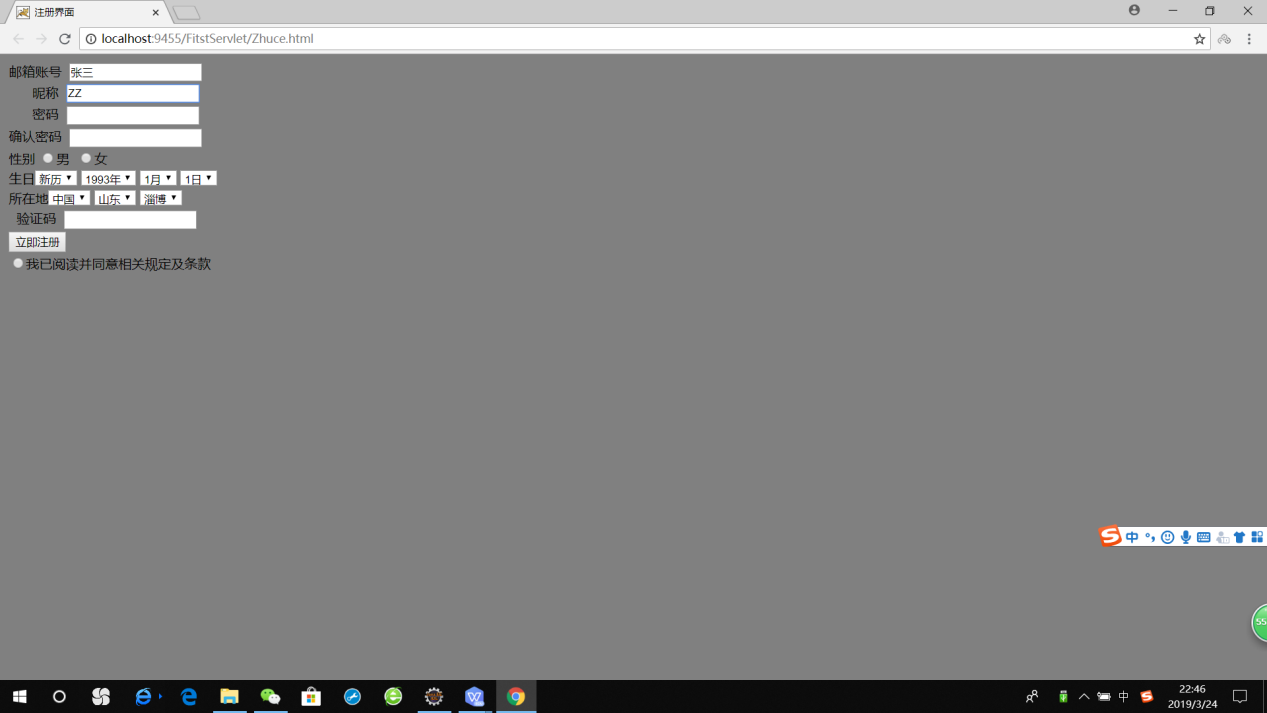 注册界面
localhost:9455/FitstServlet/Zhuce.html
邮箱账号 张三
昵称 ZZ
密码
确认密码
性别 男 女
生日 新历 1993年 1月 1日
所在地 中国 山东 淄博
验证码
立即注册
我已阅读并同意相关规定及条款
中
55
中
22:46
2019/3/24